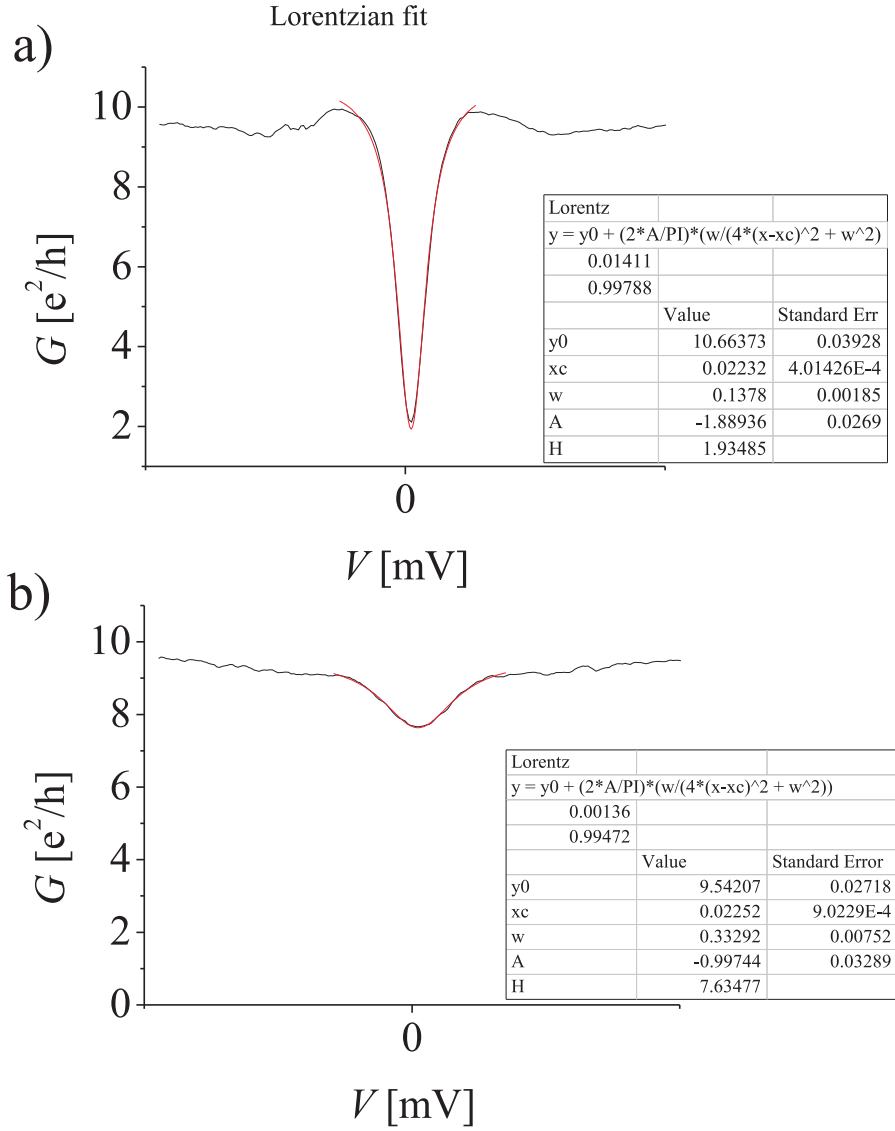 Lorentzian fit
a)
10
8
6
4
2
G [e²/h]
0
V [mV]
Lorentz
y = y0 + (2*A/PI)*(w/(4*(x-xc)^2 + w^2)
0.01411
0.99788
Value Standard Err
y0 10.66373 0.03928
xc 0.02232 4.01426E-4
w 0.1378 0.00185
A -1.88936 0.0269
H 1.93485
b)
10
8
6
4
2
0
G [e²/h]
0
V [mV]
Lorentz
y = y0 + (2*A/PI)*(w/(4*(x-xc)^2 + w^2))
0.00136
0.99472
Value Standard Error
y0 9.54207 0.02718
xc 0.02252 9.0229E-4
w 0.33292 0.00752
A -0.99744 0.03289
H 7.63477